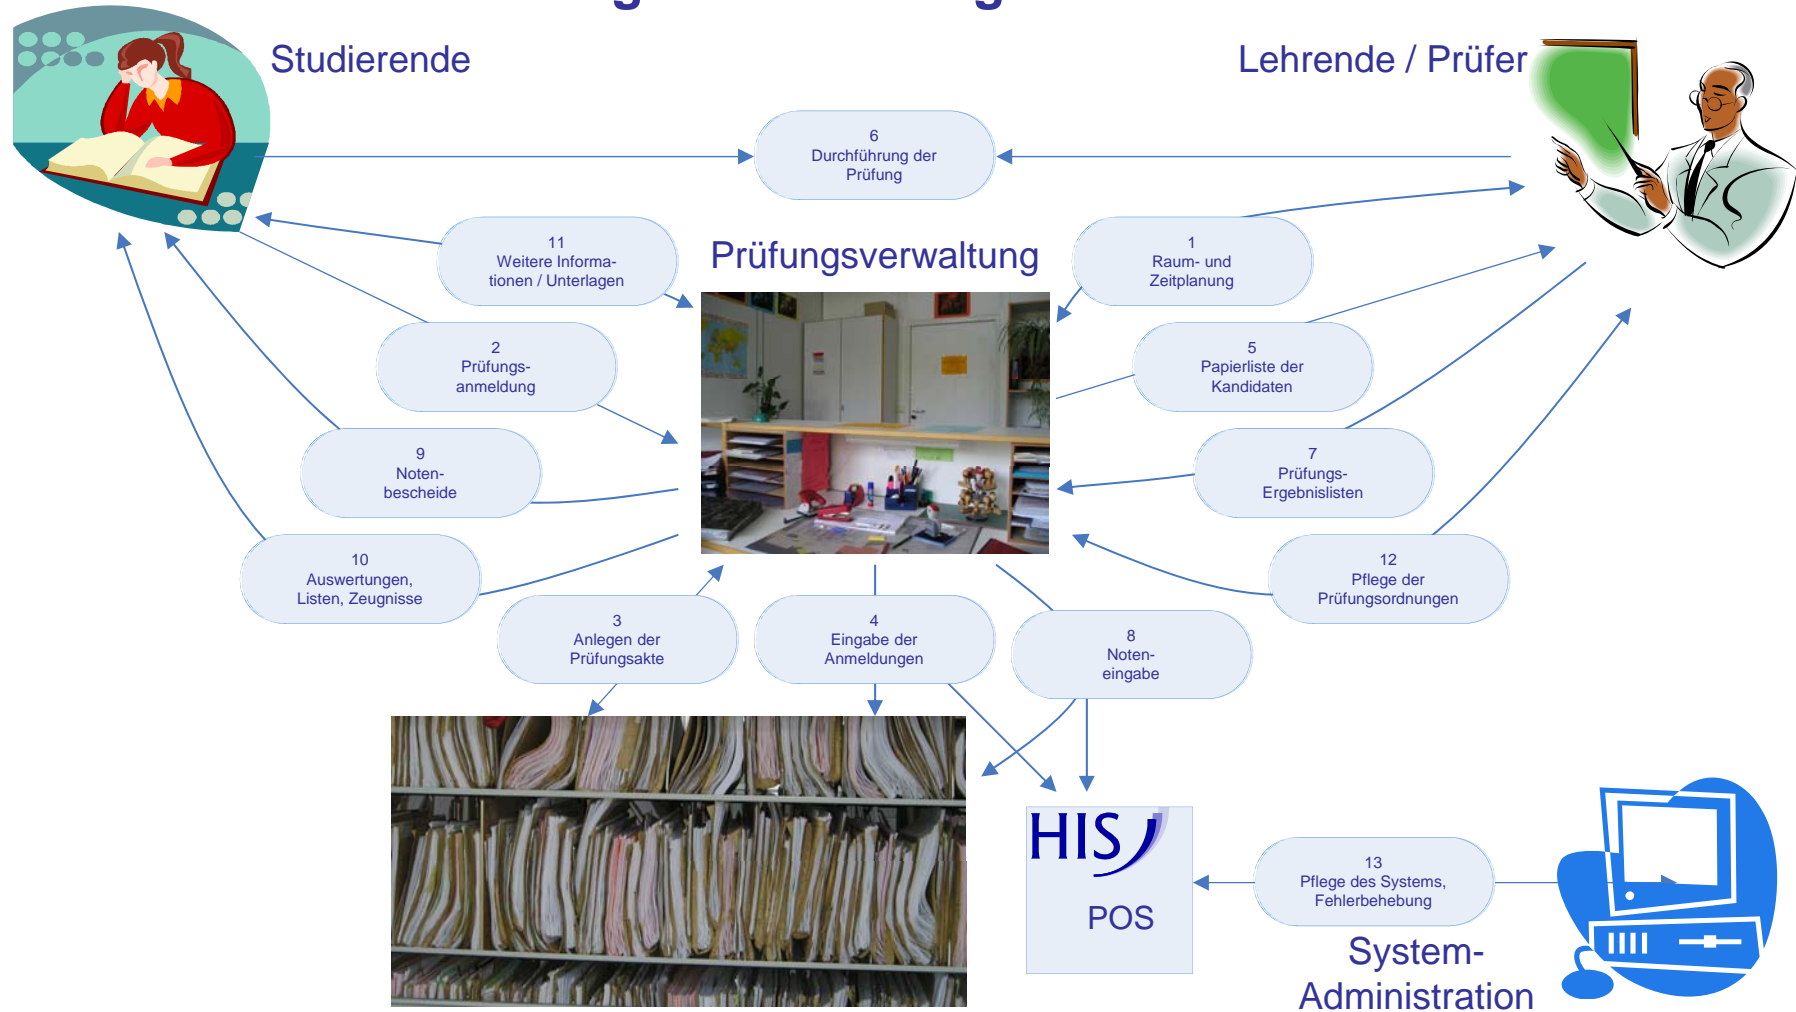 Studierende
Lehrende / Prüfer
6
Durchführung der
Prüfung
11
Weitere Informa-
tionen / Unterlagen
Prüfungsverwaltung
1
Raum- und
Zeitplanung
2
Prüfungs-
anmeldung
5
Papierliste der
Kandidaten
9
Noten-
bescheide
7
Prüfungs-
Ergebnislisten
10
Auswertungen,
Listen, Zeugnisse
12
Pflege der
Prüfungsordnungen
3
Anlegen der
Prüfungsakte
4
Eingabe der
Anmeldungen
8
Noten-
eingabe
HIS
POS
13
Pflege des Systems,
Fehlerbehebung
System-
Administration